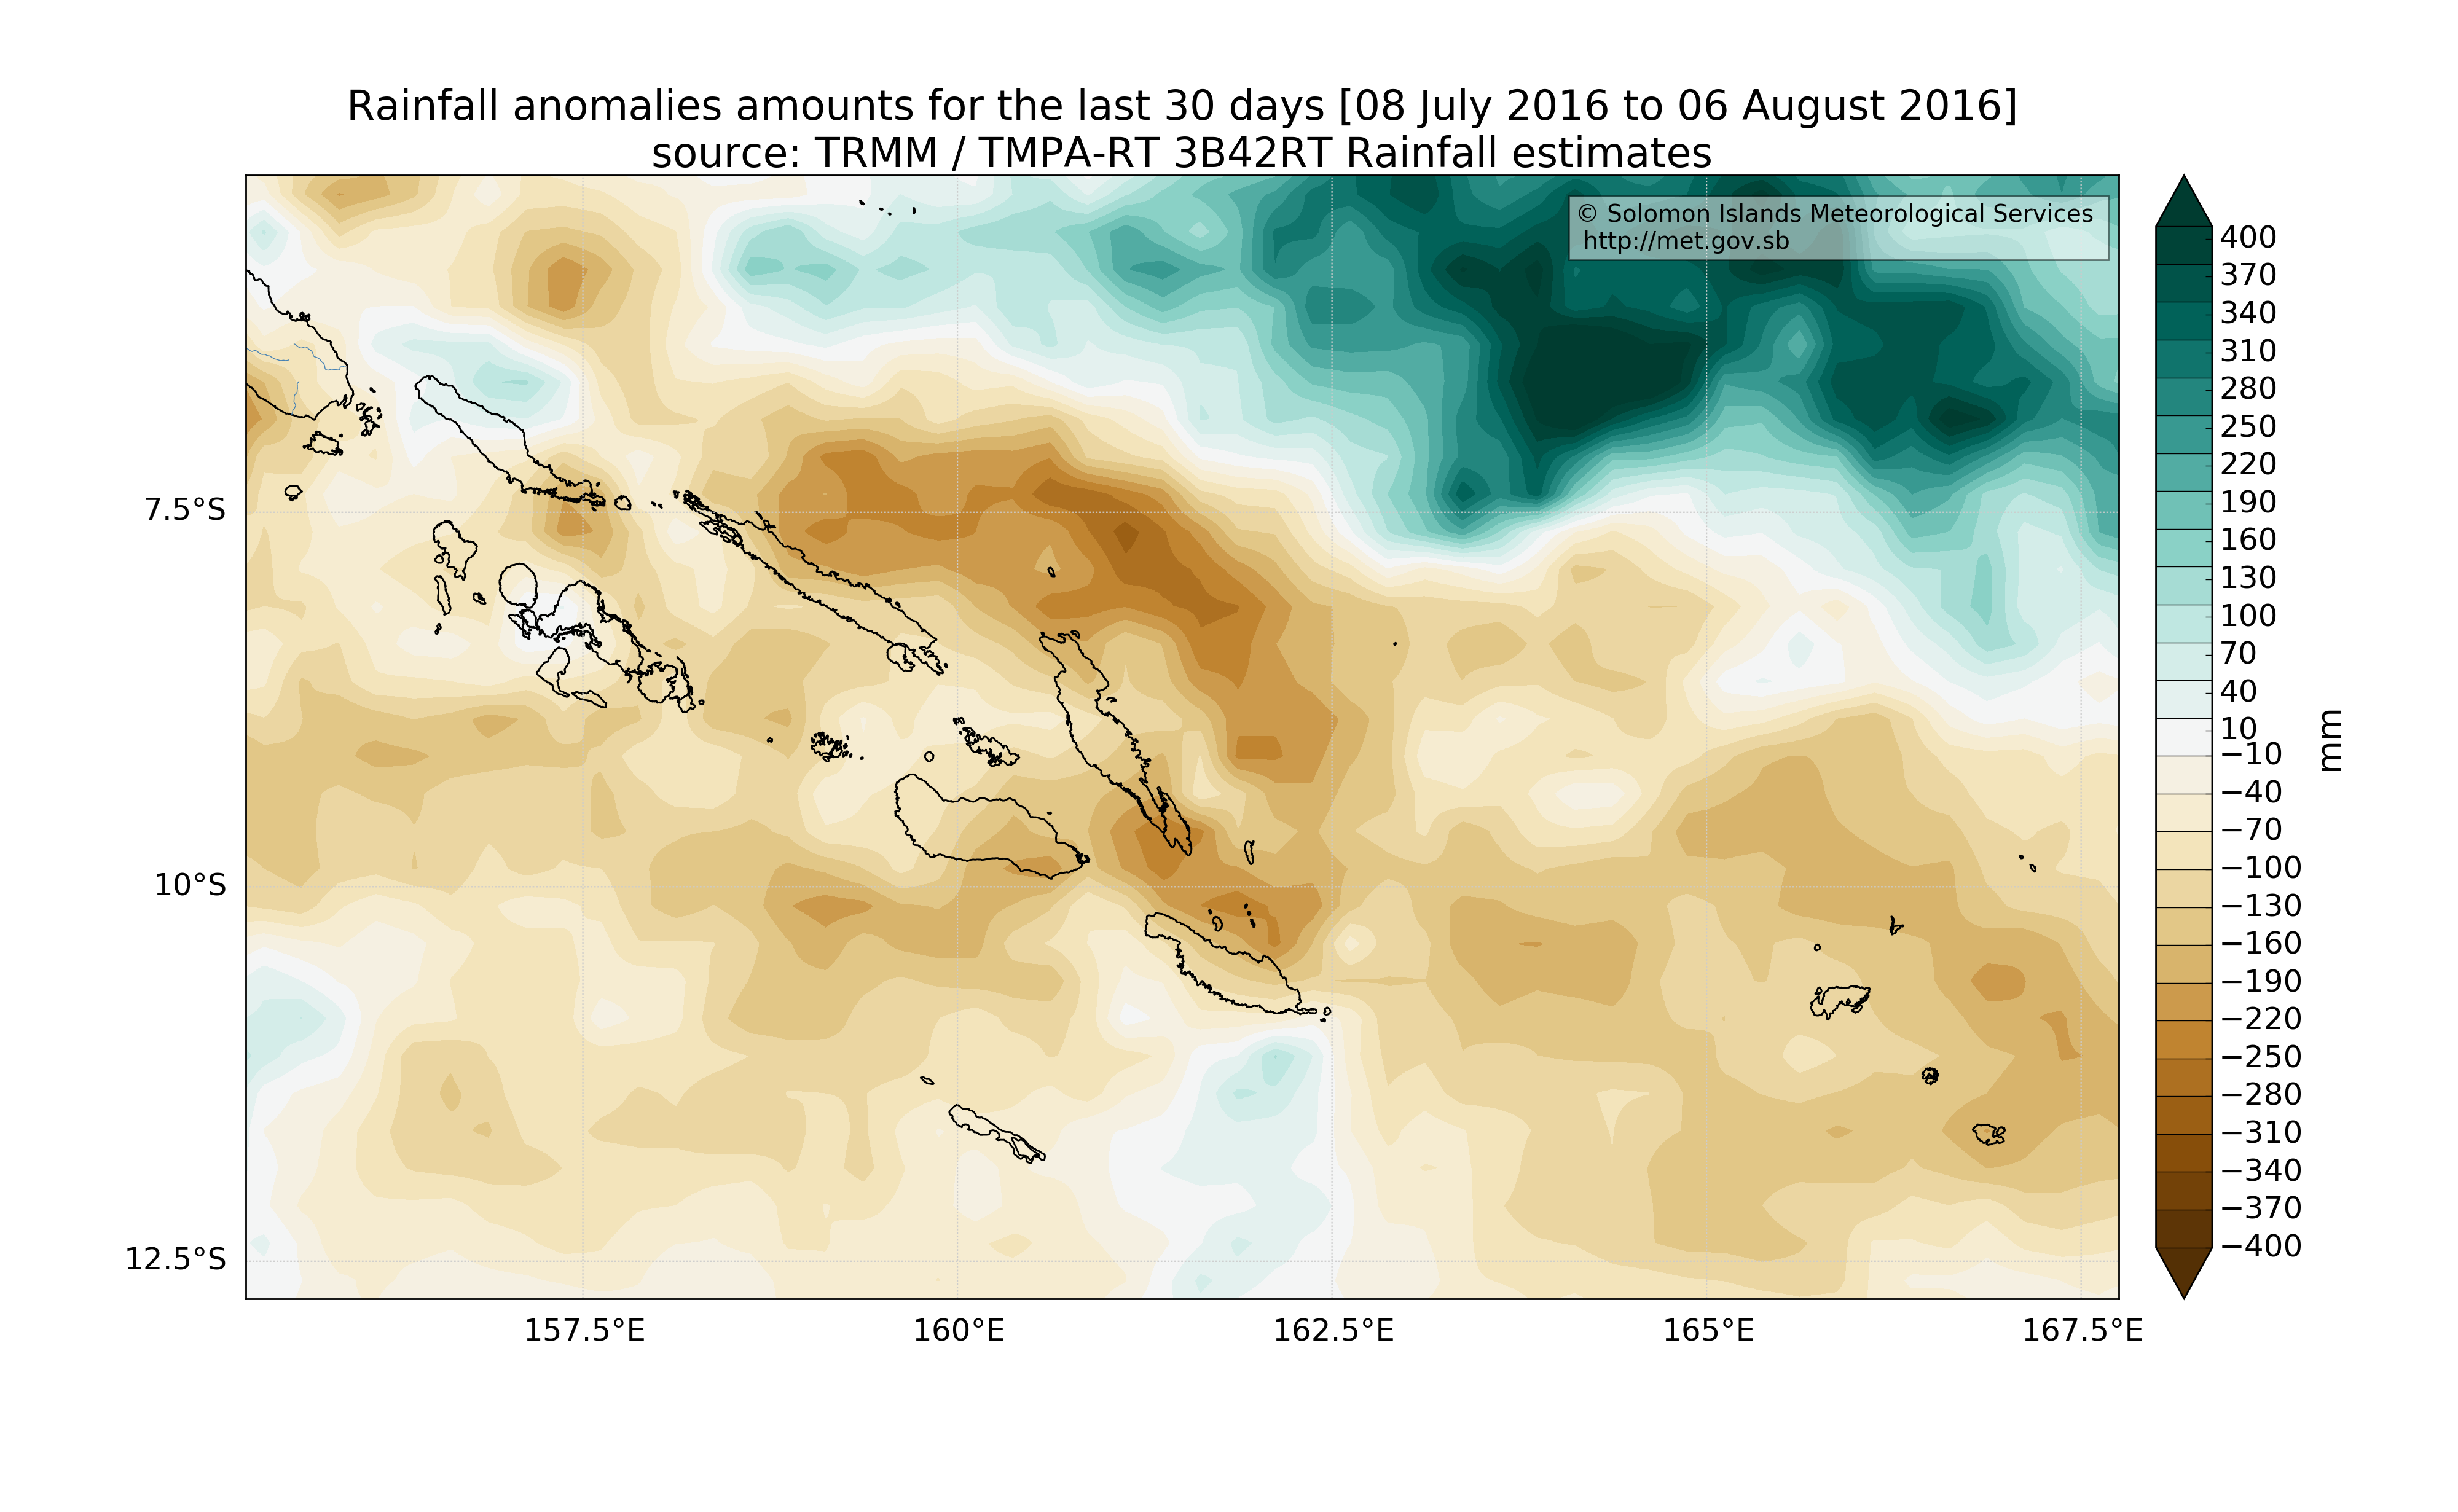 Rainfall anomalies amounts for the last 30 days [08 July 2016 to 06 August 2016]
source: TRMM / TMPA-RT 3B42RT Rainfall estimates
© Solomon Islands Meteorological Services
http://met.gov.sb
7.5°S
10°S
12.5°S
157.5°E
160°E
162.5°E
165°E
167.5°E
400
370
340
310
280
250
220
190
160
130
100
70
40
10
−10
−40
−70
−100
−130
−160
−190
−220
−250
−280
−310
−340
−370
−400
mm